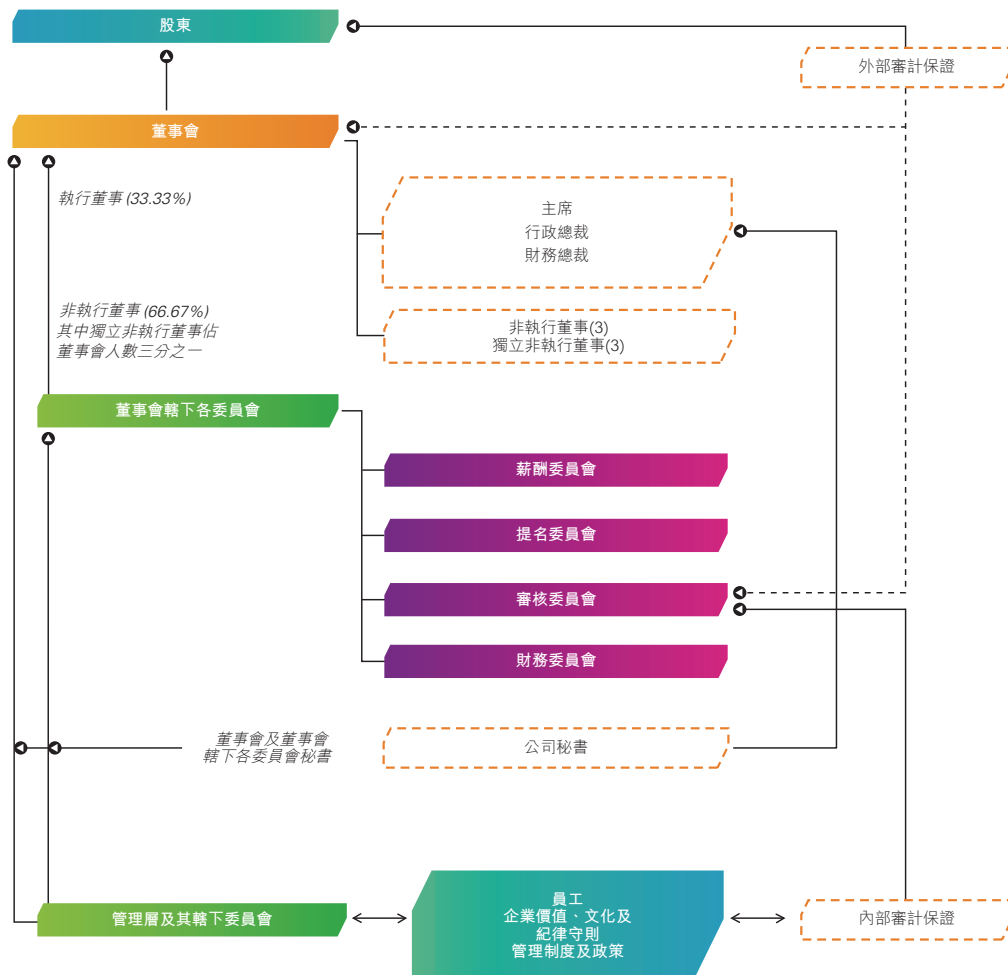 股東
外部審計保證
董事會
執行董事 (33.33%)
主席
行政總裁
財務總裁
非執行董事 (66.67%)
其中獨立非執行董事佔
董事會人數三分之一
非執行董事(3)
獨立非執行董事(3)
董事會轄下各委員會
薪酬委員會
提名委員會
審核委員會
財務委員會
董事會及董事會
轄下各委員會秘書
公司秘書
管理層及其轄下委員會
員工
企業價值、文化及
紀律守則
管理制度及政策
內部審計保證